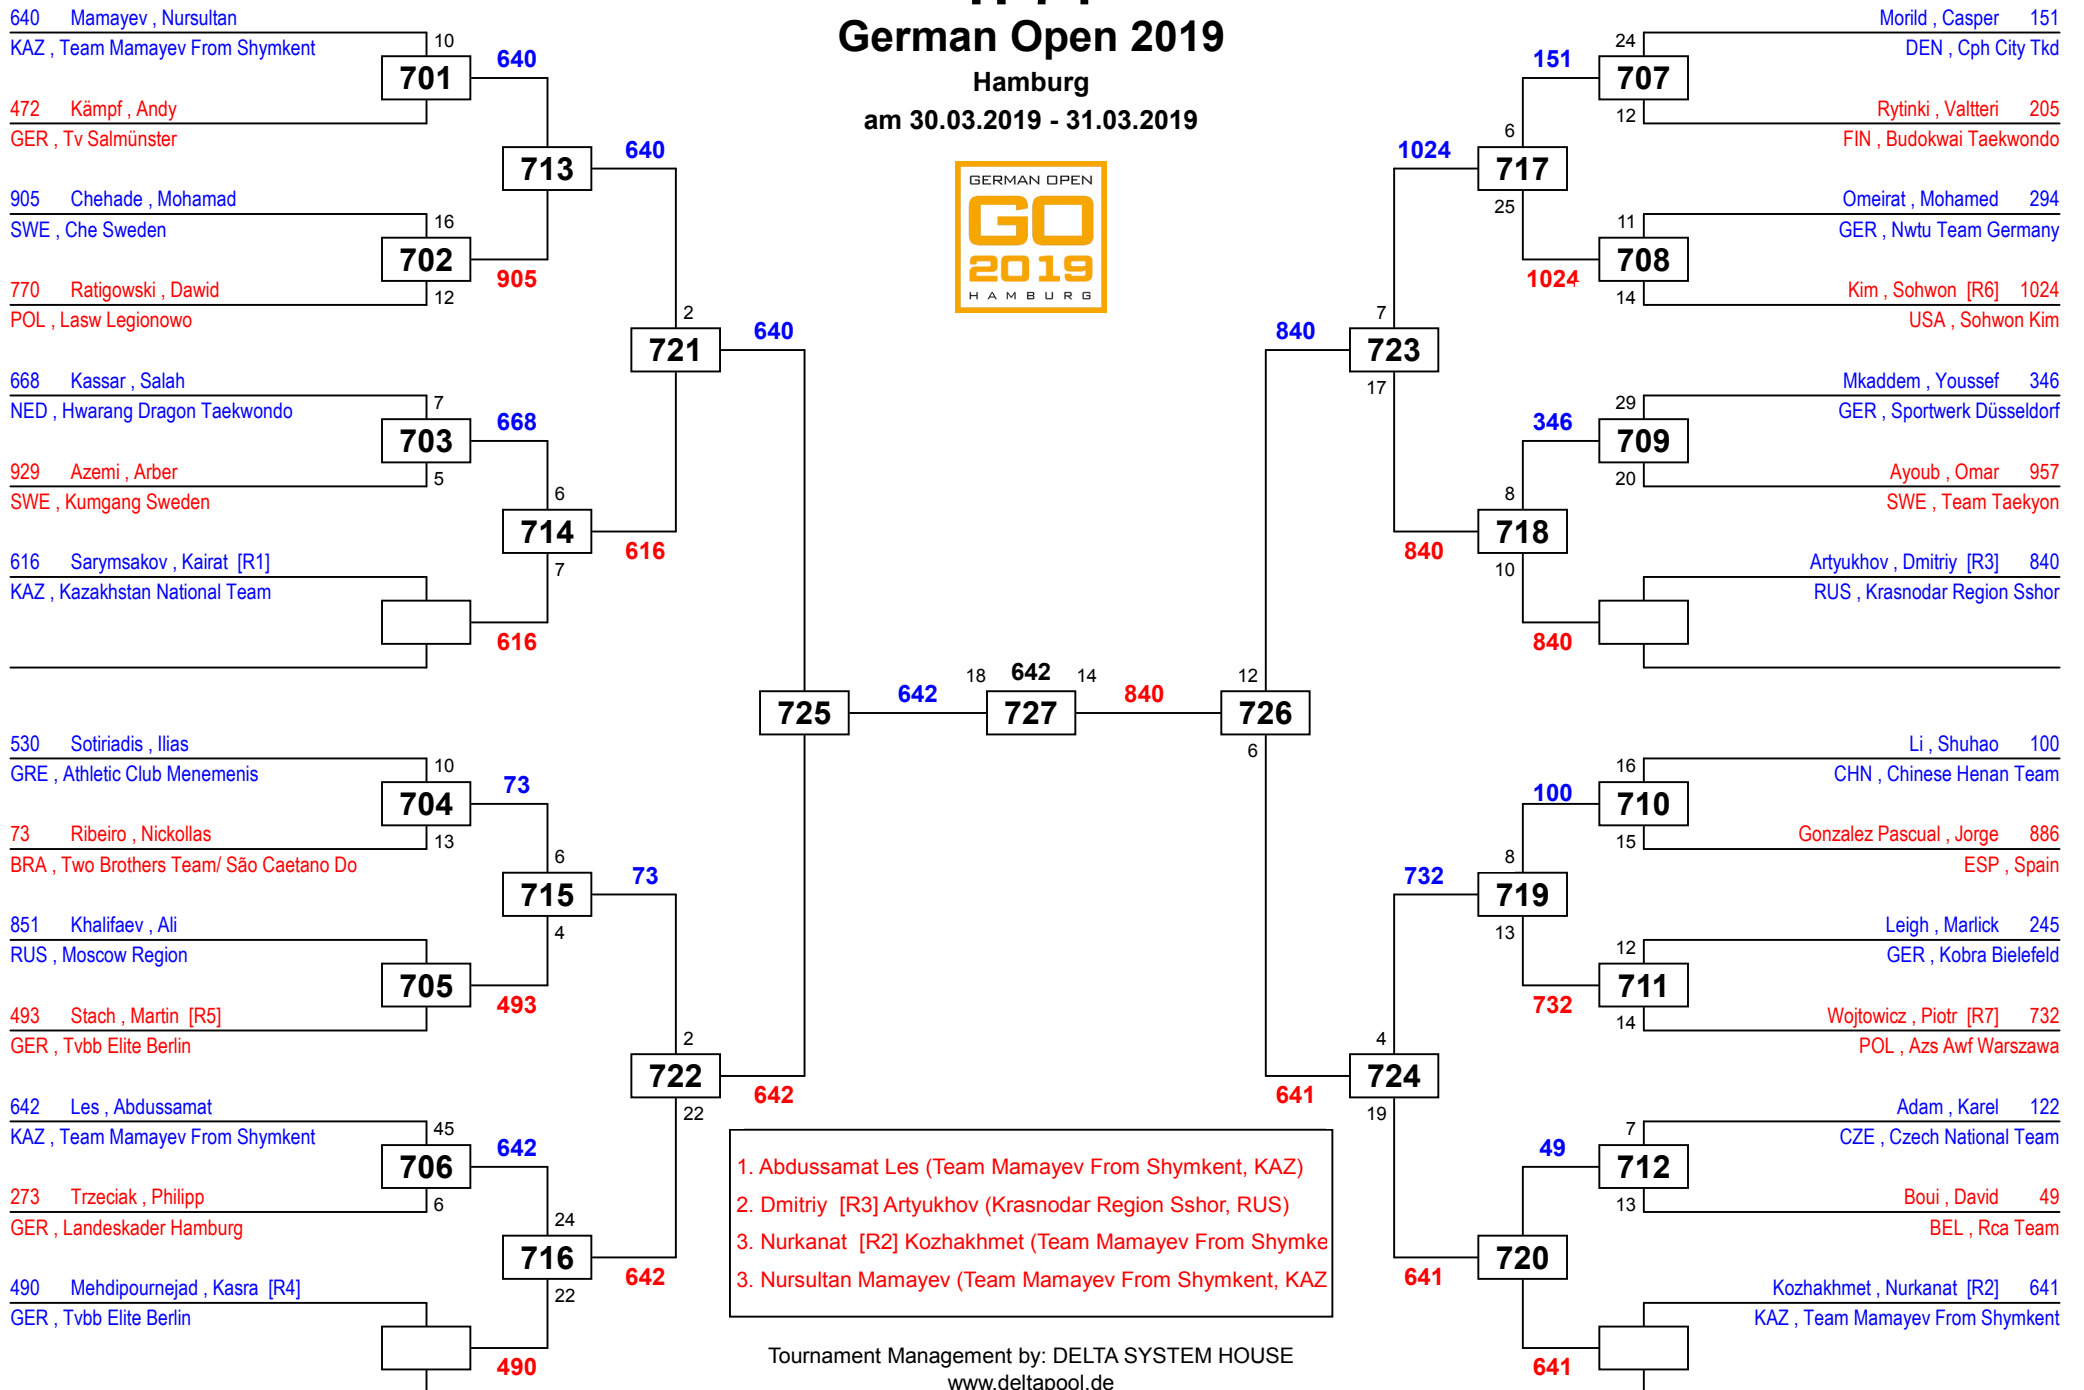 German Open 2019
Hamburg
am 30.03.2019 - 31.03.2019
GERMAN OPEN
GO
2019
HAMBURG
640 Mamayev , Nursultan
KAZ , Team Mamayev From Shymkent
10
701
640
472 Kämpf , Andy
GER , Tv Salmünster
713
640
905 Chehade , Mohamad
SWE , Che Sweden
16
702
905
12
770 Ratigowski , Dawid
POL , Lasw Legionowo
2
721
640
668 Kassar , Salah
NED , Hwarang Dragon Taekwondo
7
703
668
5
929 Azemi , Arber
SWE , Kumgang Sweden
6
714
616
7
616 Sarymsakov , Kairat [R1]
KAZ , Kazakhstan National Team
616
725
642
18
642
727
14
840
530 Sotiriadis , Ilias
GRE , Athletic Club Menemenis
10
704
73
13
73 Ribeiro , Nickollas
BRA , Two Brothers Team/ São Caetano Do
6
715
73
4
851 Khalifaev , Ali
RUS , Moscow Region
705
493
493 Stach , Martin [R5]
GER , Tvbb Elite Berlin
2
722
642
22
642 Les , Abdussamat
KAZ , Team Mamayev From Shymkent
45
706
642
6
273 Trzeciak , Philipp
GER , Landeskader Hamburg
24
716
642
22
490 Mehdipournejad , Kasra [R4]
GER , Tvbb Elite Berlin
490
Morild , Casper 151
DEN , Cph City Tkd
24
151
707
12
Rytinki , Valtteri 205
FIN , Budokwai Taekwondo
6
1024
717
25
Omeirat , Mohamed 294
GER , Nwtu Team Germany
11
1024
708
14
Kim , Sohwon [R6] 1024
USA , Sohwon Kim
7
840
723
17
Mkaddem , Youssef 346
GER , Sportwerk Düsseldorf
29
346
709
20
Ayoub , Omar 957
SWE , Team Taekyon
8
840
718
10
Artyukhov , Dmitriy [R3] 840
RUS , Krasnodar Region Sshor
840
12
726
6
Li , Shuhao 100
CHN , Chinese Henan Team
16
100
710
15
Gonzalez Pascual , Jorge 886
ESP , Spain
8
732
719
13
Leigh , Marlick 245
GER , Kobra Bielefeld
12
732
711
14
Wojtowicz , Piotr [R7] 732
POL , Azs Awf Warszawa
4
641
724
19
Adam , Karel 122
CZE , Czech National Team
7
49
712
13
Boui , David 49
BEL , Rca Team
641
720
Kozhakhmet , Nurkanat [R2] 641
KAZ , Team Mamayev From Shymkent
641
1. Abdussamat Les (Team Mamayev From Shymkent, KAZ)
2. Dmitriy [R3] Artyukhov (Krasnodar Region Sshor, RUS)
3. Nurkanat [R2] Kozhakhmet (Team Mamayev From Shymke
3. Nursultan Mamayev (Team Mamayev From Shymkent, KAZ
Tournament Management by: DELTA SYSTEM HOUSE
www.deltapool.de